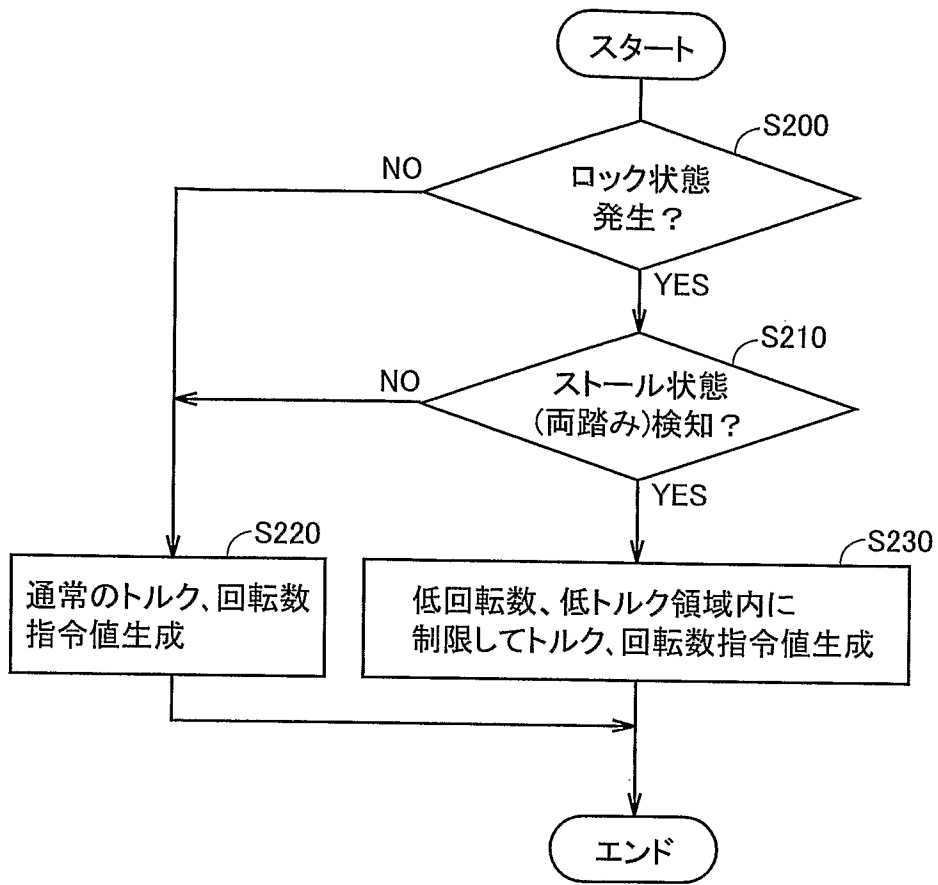 スタート
S200
ロック状態
発生?
NO
YES
S210
ストール状態
(両踏み)検知?
NO
YES
S220
通常のトルク、回転数
指令値生成
S230
低回転数、低トルク領域内に
制限してトルク、回転数指令値生成
エンド